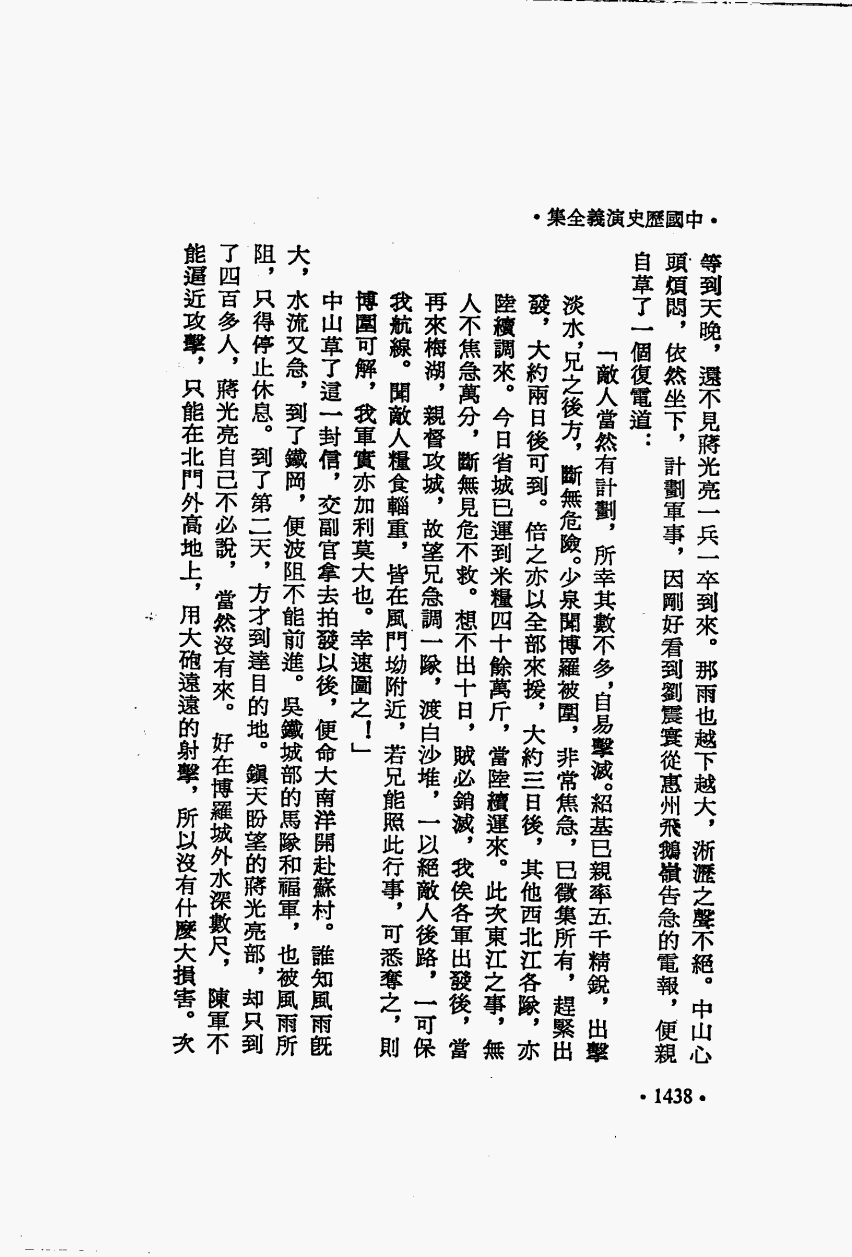 ·中國歷史演義全集·
等到天晚，還不見蔣光亮一兵一卒到來。那雨也越下越大，淅瀝之聲不絕。中山心
頭煩悶，依然坐下，計劃軍事，因剛好看到劉震寰從惠州飛鵝嶺告急的電報，便親
自草了一個復電道：
「敵人當然有計劃，所幸其數不多，自易擊滅。紹基已親率五千精銳，出擊
淡水，兄之後方，斷無危險。少泉聞博羅被圍，非常焦急，已徵集所有，趕緊出
發，大約兩日後可到。倍之亦以全部來援，大約三日後，其他西北江各隊，亦
陸續調來。今日省城已運到米糧四十餘萬斤，當陸續運來。此次東江之事，無
人不焦急萬分，斷無見危不救。想不出十日，賊必銷滅，我俟各軍出發後，當
再來梅湖，親督攻城，故望兄急調一隊，渡白沙堆，一以絕敵人後路，一可保
我航線。聞敵人糧食輜重，皆在風門坳附近，若兄能照此行事，可悉奪之，則
博圍可解，我軍實亦加利莫大也。幸速圖之！」
中山草了這一封信，交副官拿去拍發以後，便命大南洋開赴蘇村。誰知風雨既
大，水流又急，到了鐵岡，便波阻不能前進。吳鐵城部的馬隊和福軍，也被風雨所
阻，只得停止休息。到了第二天，方才到達目的地。鎮天盼望的蔣光亮部，却只到
了四百多人，蔣光亮自己不必說，當然沒有來。好在博羅城外水深數尺，陳軍不
能逼近攻擊，只能在北門外高地上，用大砲遠遠的射擊，所以沒有什麼大損害。次
·1438·